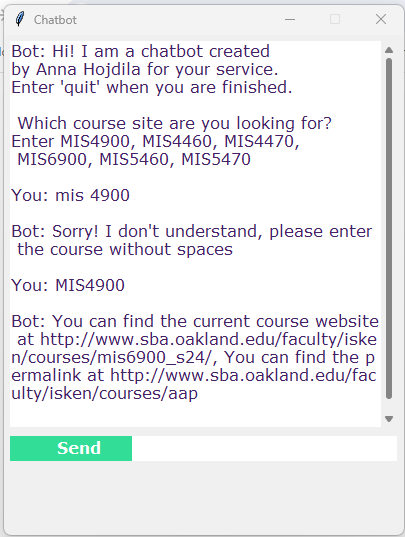 Chatbot
Bot: Hi! I am a chatbot created
by Anna Hojdila for your service.
Enter 'quit' when you are finished.
Which course site are you looking for?
Enter MIS4900, MIS4460, MIS4470,
MIS6900, MIS5460, MIS5470
You: mis 4900
Bot: Sorry! I don't understand, please enter
the course without spaces
You: MIS4900
Bot: You can find the current course website
at http://www.sba.oakland.edu/faculty/iske
n/courses/mis6900_s24/, You can find the p
ermalink at http://www.sba.oakland.edu/fac
ulty/isken/courses/aap
Send